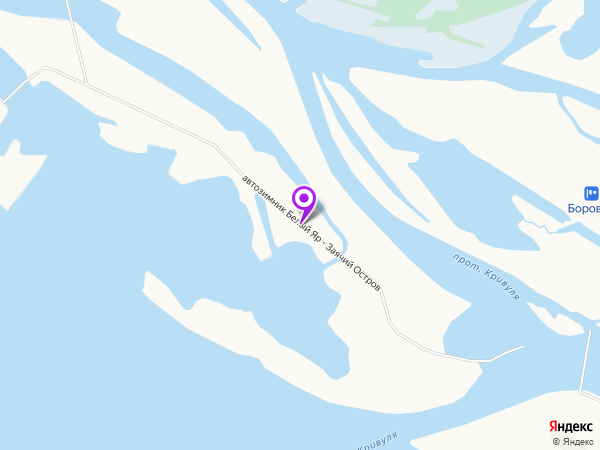 автозимник Белый Яр - Заячий Остров
Боров
прот. Кривуля
Кривуля
Яндекс
© Яндекс